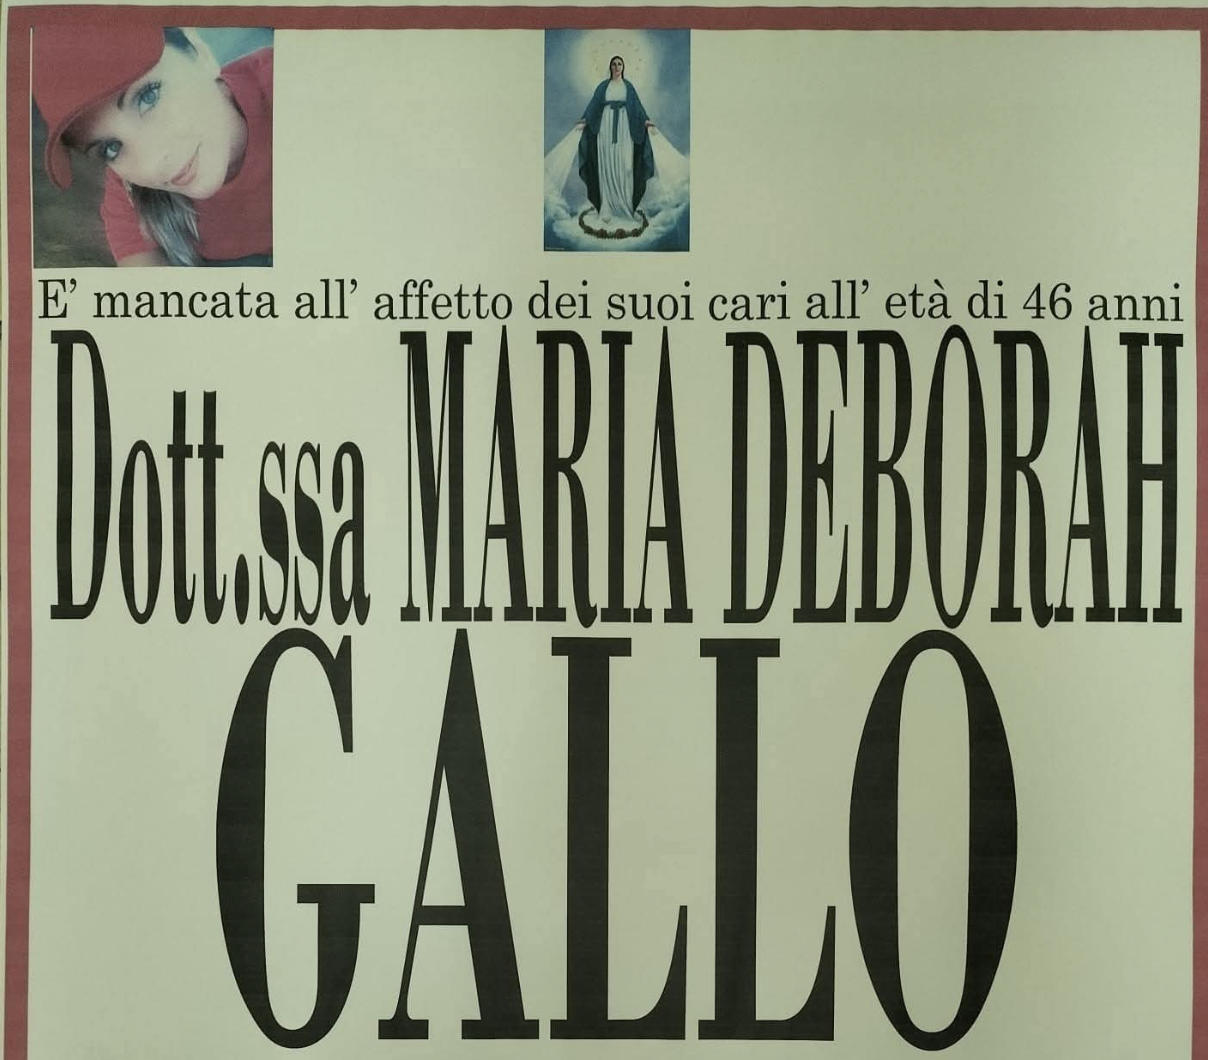 E' mancata all' affetto dei suoi cari all' età di 46 anni
Dott.ssa MARIA DEBORAH
GALLO